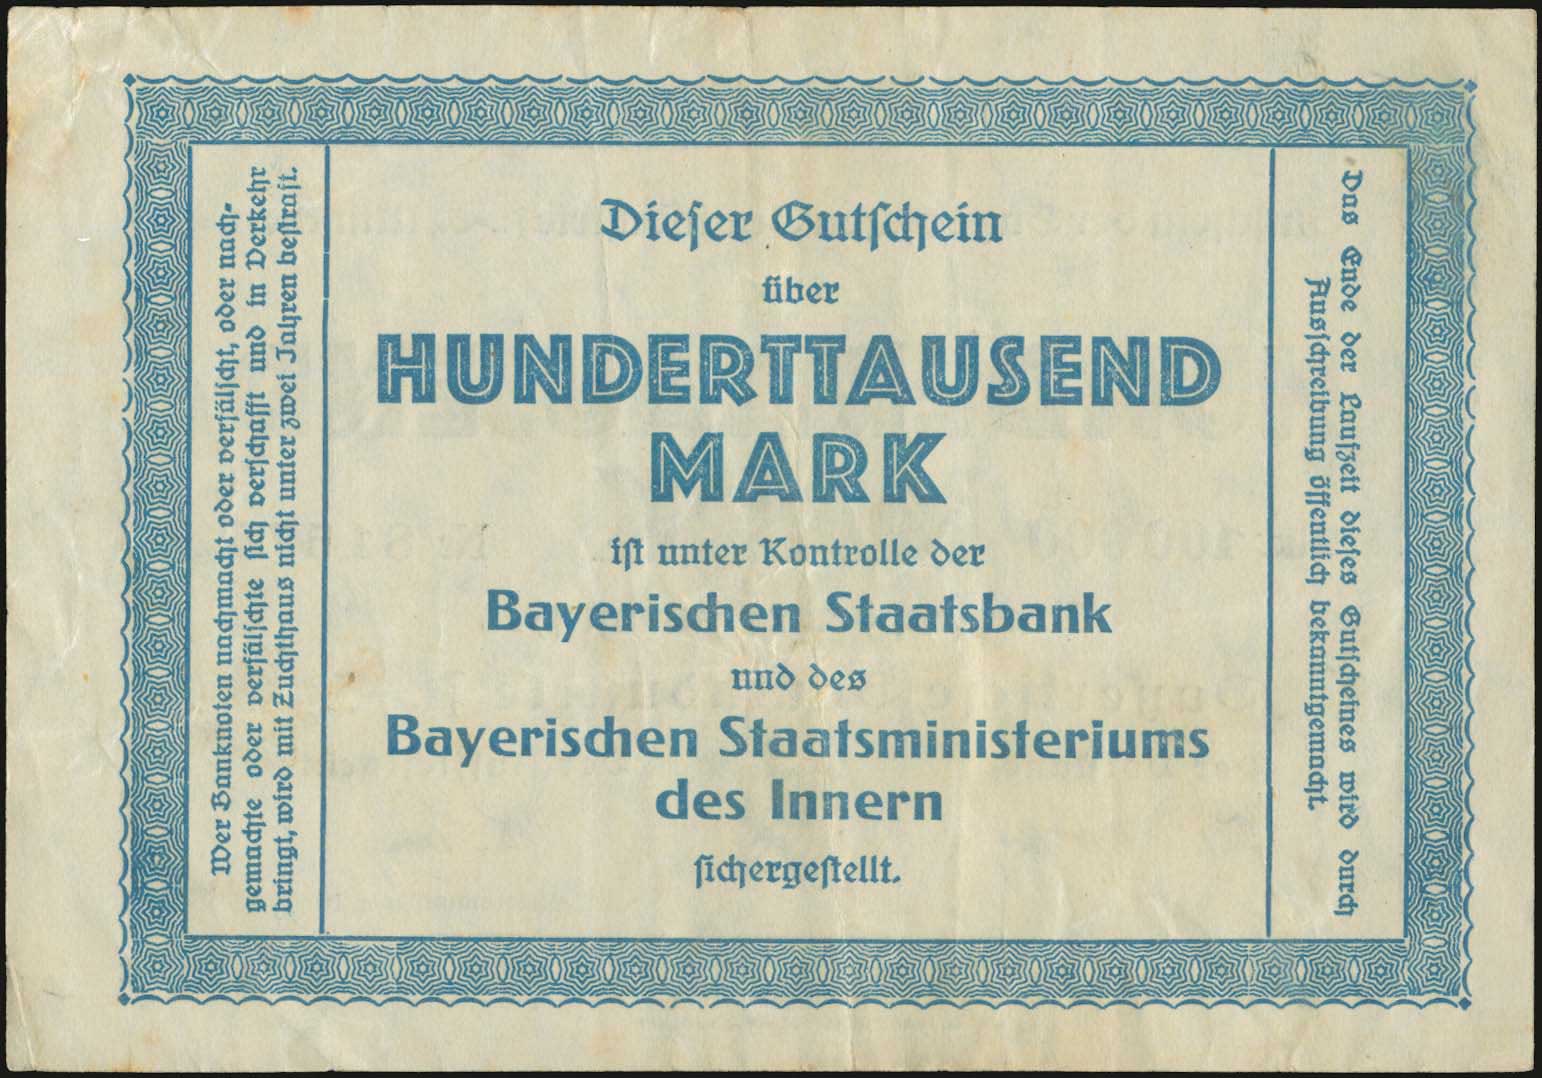 Wer Banknoten nachmacht oder verfälscht, oder nach-
gemachte oder verfälschte sich verschafft und in Verkehr
bringt, wird mit Zuchthaus nicht unter zwei Jahren bestraft.
Dieser Gutschein
über
HUNDERTTAUSEND
MARK
ist unter Kontrolle der
Bayerischen Staatsbank
und des
Bayerischen Staatsministeriums
des Innern
sichergestellt.
Das Ende der Laufzeit dieses Gutscheines wird durch
Ausschreibung öffentlich bekanntgemacht.